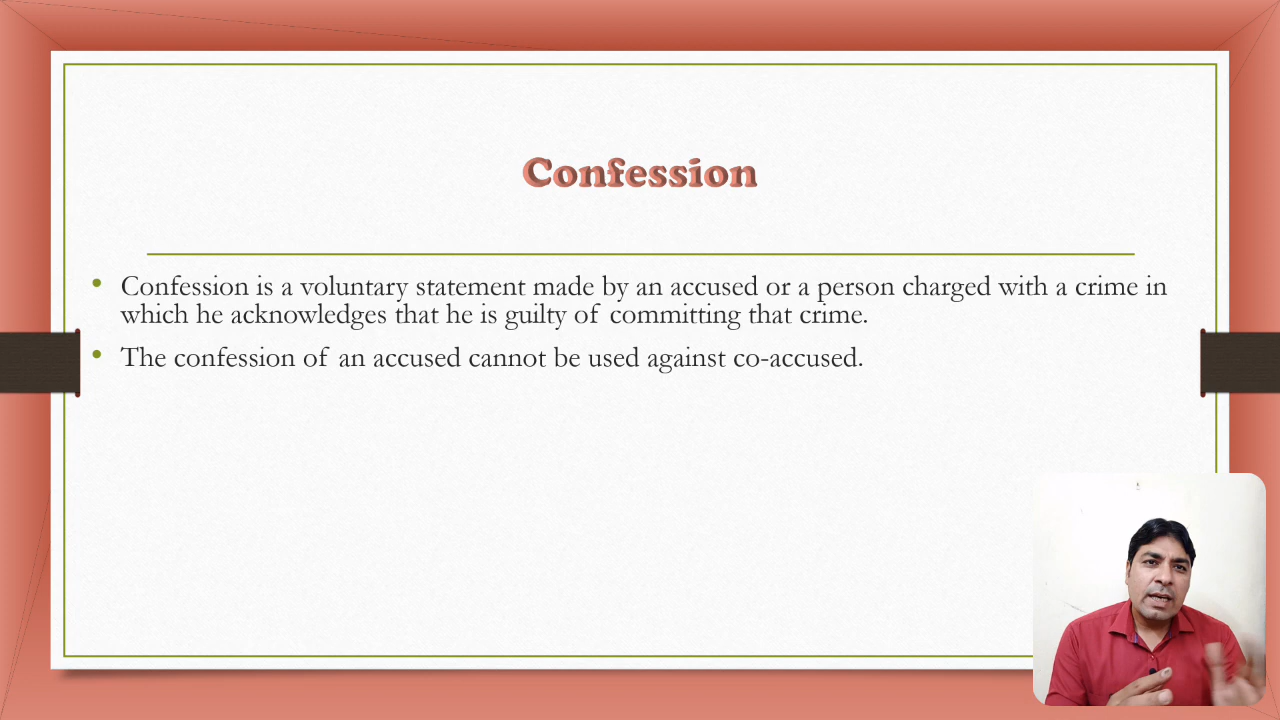 Confession
• Confession is a voluntary statement made by an accused or a person charged with a crime in
which he acknowledges that he is guilty of committing that crime.
• The confession of an accused cannot be used against co-accused.